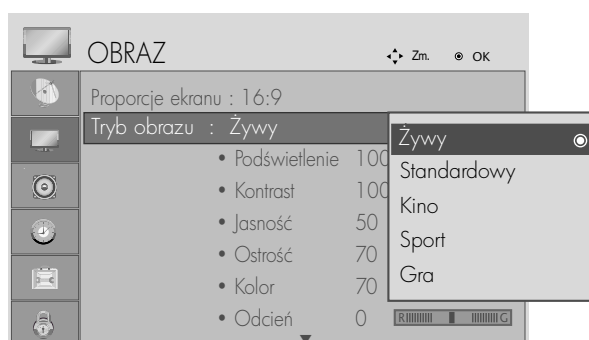 OBRAZ Zm. OK
Proporcje ekranu : 16:9
Tryb obrazu : Żywy
• Podświetlenie 100
• Kontrast 100
• Jasność 50
• Ostrość 70
• Kolor 70
• Odcień 0 R G
Żywy
Standardowy
Kino
Sport
Gra